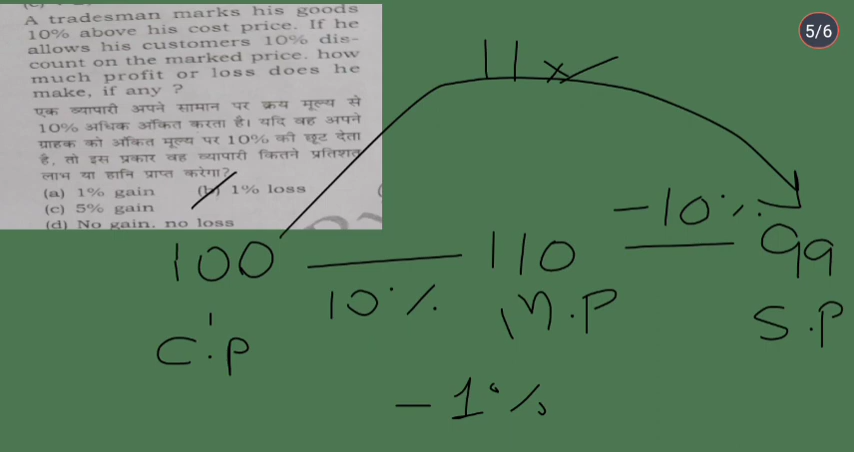 A tradesman marks his goods
10% above his cost price. If he
allows his customers 10% dis-
count on the marked price. how
much profit or loss does he
make, if any ?
एक व्यापारी अपने सामान पर क्रय मूल्य से
10% अधिक अंकित करता है। यदि वह अपने
ग्राहक को अंकित मूल्य पर 10% की छूट देता
है, तो इस प्रकार वह व्यापारी कितने प्रतिशत
लाभ या हानि प्राप्त करेगा?
(a) 1% gain (b) 1% loss
(c) 5% gain
(d) No gain, no loss
5/6
100 110 -10% 99
10%
C.P M.P S.P
- 1%